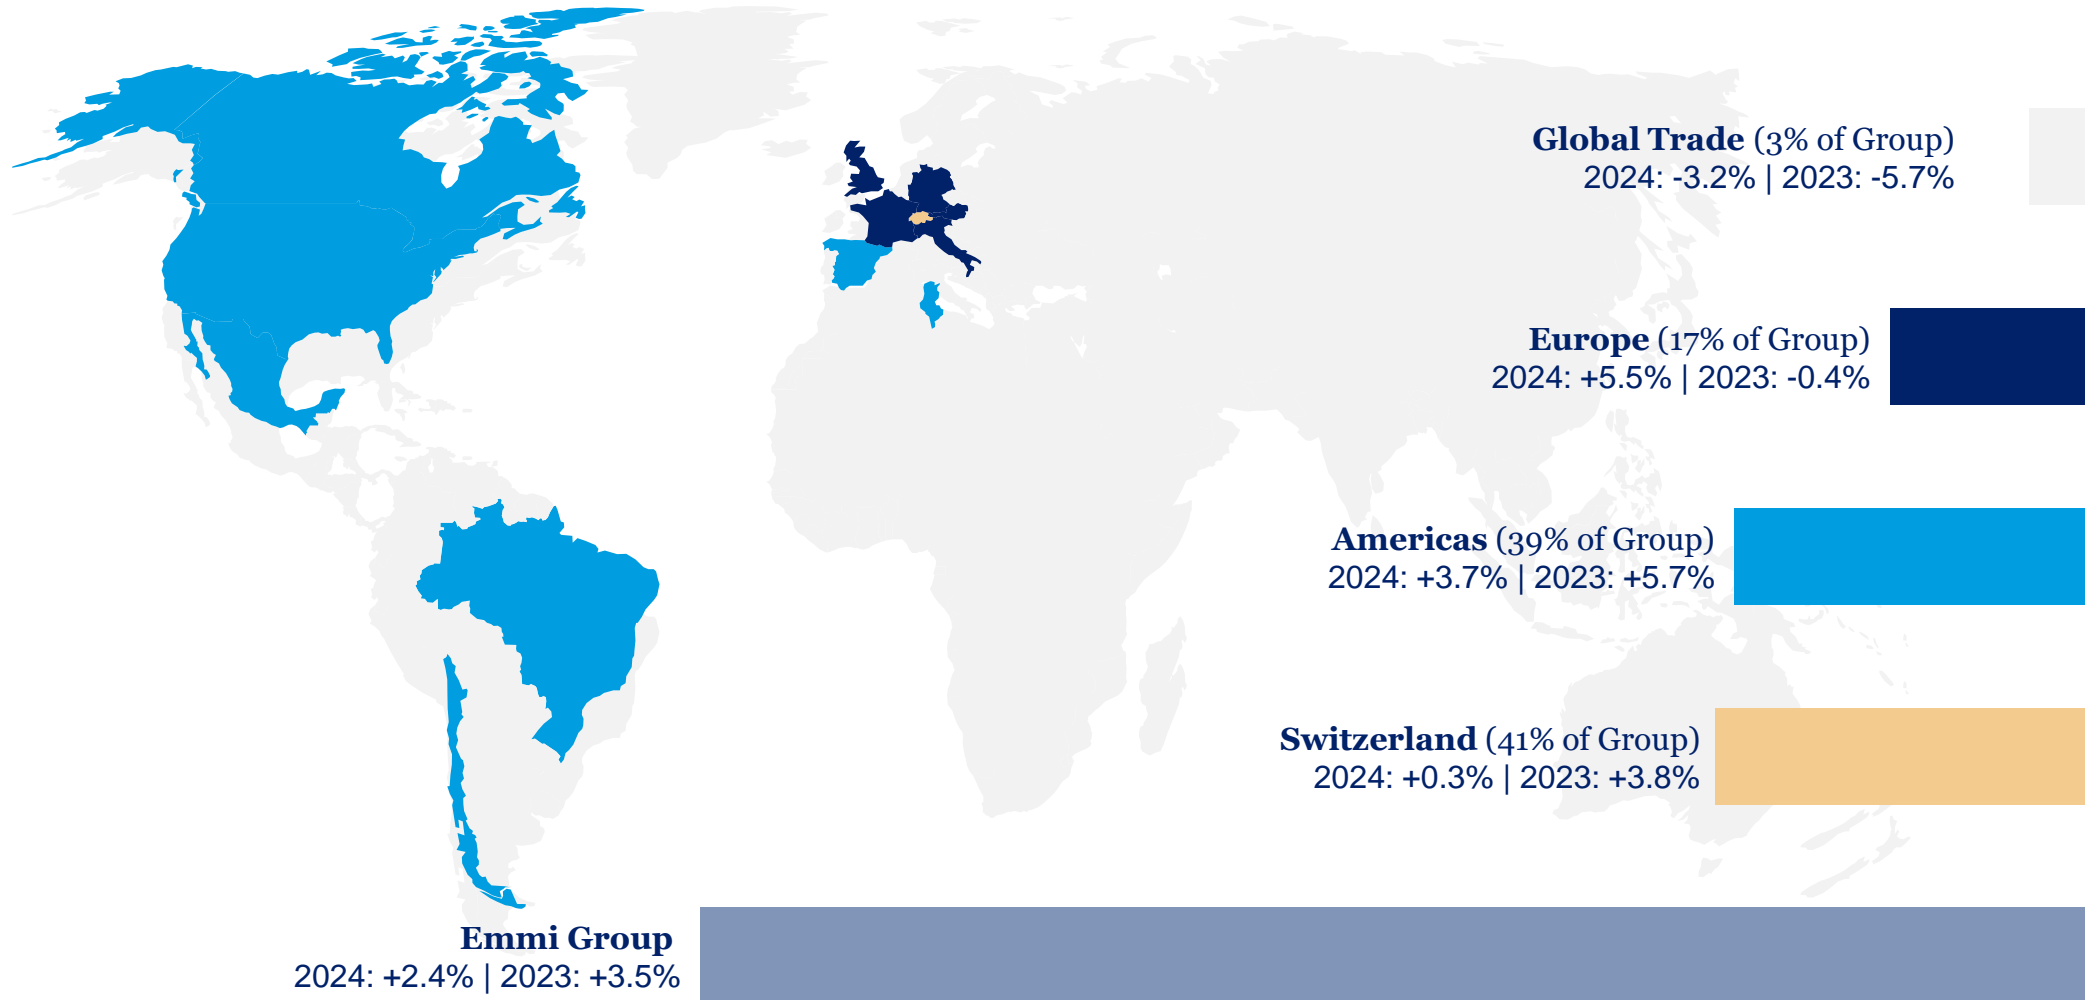 Global Trade (3% of Group)
2024: -3.2% | 2023: -5.7%
Europe (17% of Group)
2024: +5.5% | 2023: -0.4%
Americas (39% of Group)
2024: +3.7% | 2023: +5.7%
Switzerland (41% of Group)
2024: +0.3% | 2023: +3.8%
Emmi Group
2024: +2.4% | 2023: +3.5%